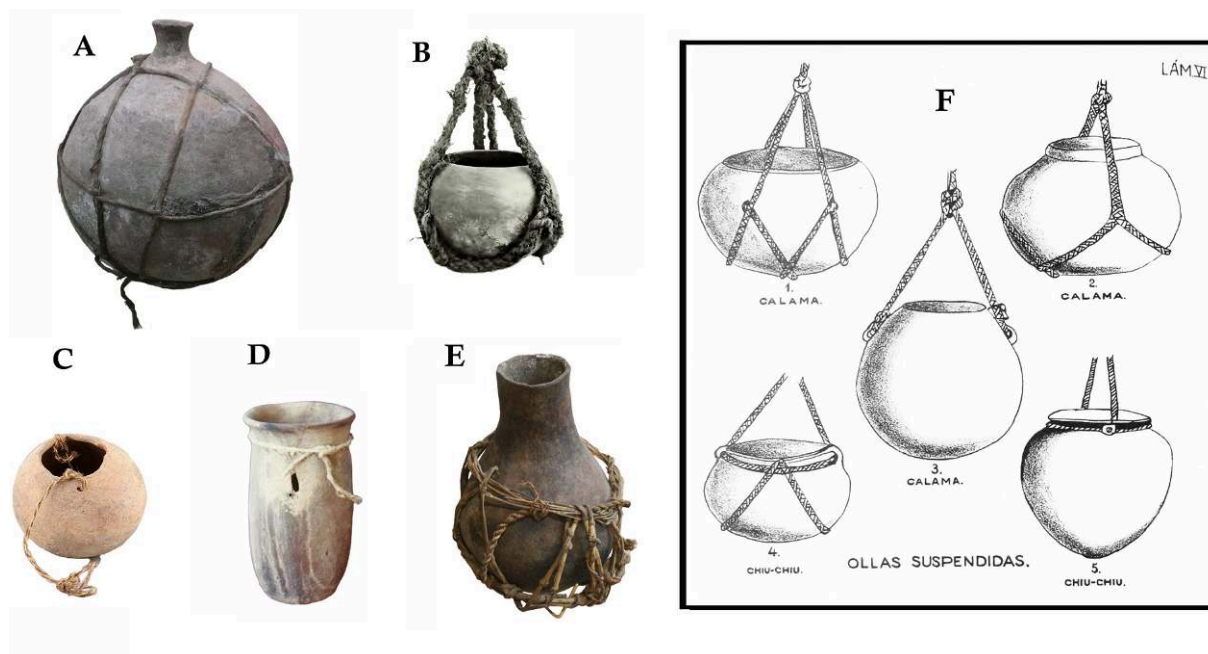 A
B
C
D
E
F
LÁM.VI
1.
CALAMA.
2.
CALAMA.
3.
CALAMA.
4.
CHIU-CHIU.
OLLAS SUSPENDIDAS.
5.
CHIU-CHIU.